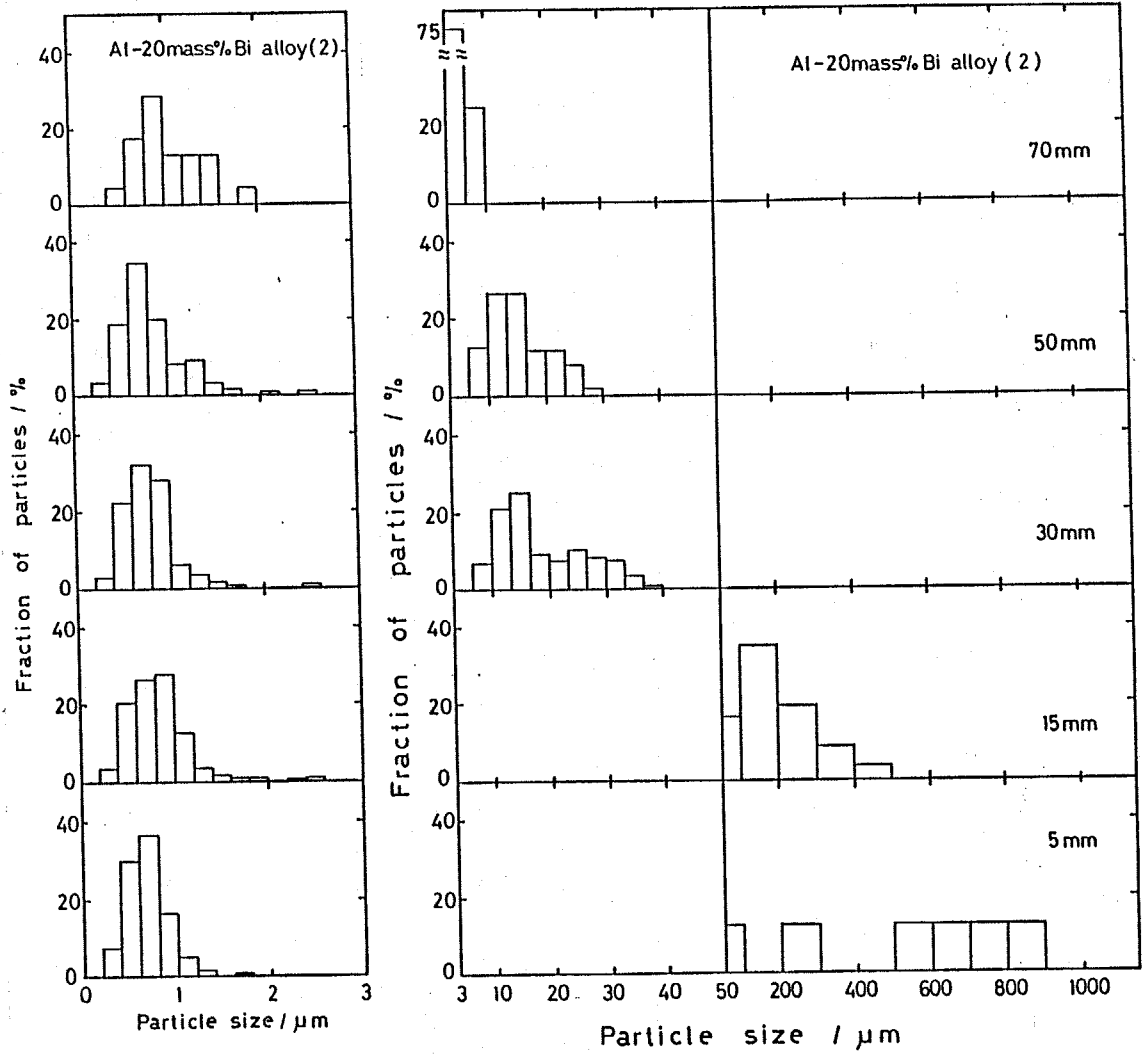 Al-20mass%Bi alloy(2)
40
20
0
40
20
0
40
20
0
40
20
0
40
20
0
0 1 2 3
Particle size / µm
Fraction of particles / %
Al-20mass%Bi alloy (2)
75
20
0
70mm
40
20
0
50mm
40
20
0
30mm
40
20
0
15mm
40
20
0
5mm
3 10 20 30 40 50 200 400 600 800 1000
Particle size / µm
Fraction of particles / %